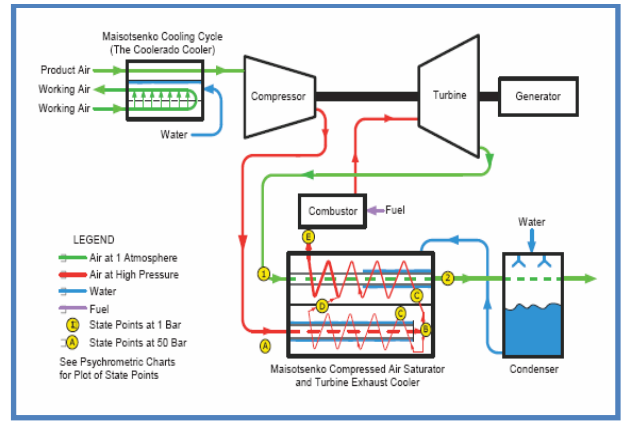 Maisotsenko Cooling Cycle
(The Coolerado Cooler)
Product Air
Working Air
Working Air
Water
Compressor
Turbine
Generator
Combustor
Fuel
E
Water
LEGEND
Air at 1 Atmosphere
Air at High Pressure
Water
Fuel
1 State Points at 1 Bar
A State Points at 50 Bar
See Psychrometric Charts
for Plot of State Points
1
2
C
D
C
B
A
Maisotsenko Compressed Air Saturator
and Turbine Exhaust Cooler
Condenser